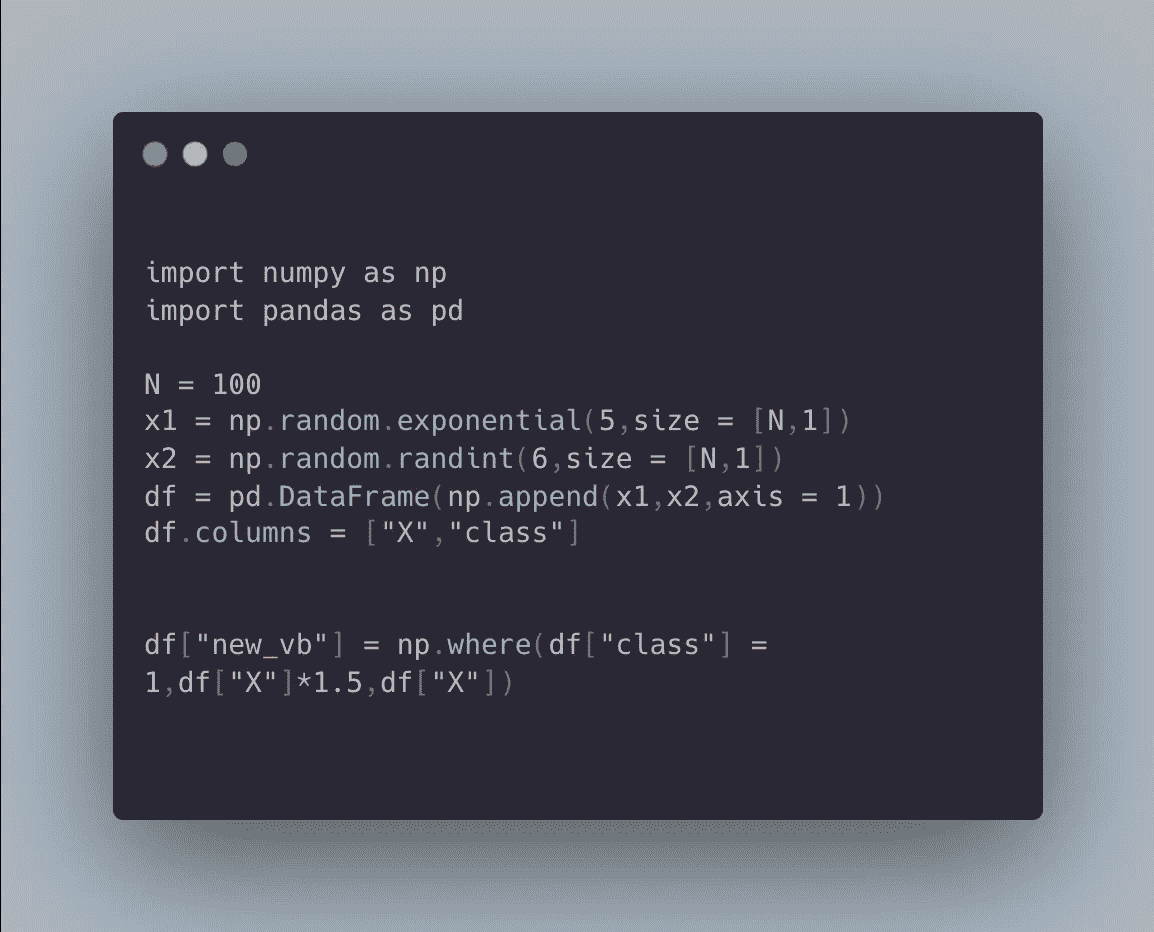 import numpy as np
import pandas as pd
N = 100
x1 = np.random.exponential(5,size = [N,1])
x2 = np.random.randint(6,size = [N,1])
df = pd.DataFrame(np.append(x1,x2,axis = 1))
df.columns = ["X","class"]
df["new_vb"] = np.where(df["class"] =
1,df["X"]*1.5,df["X"])